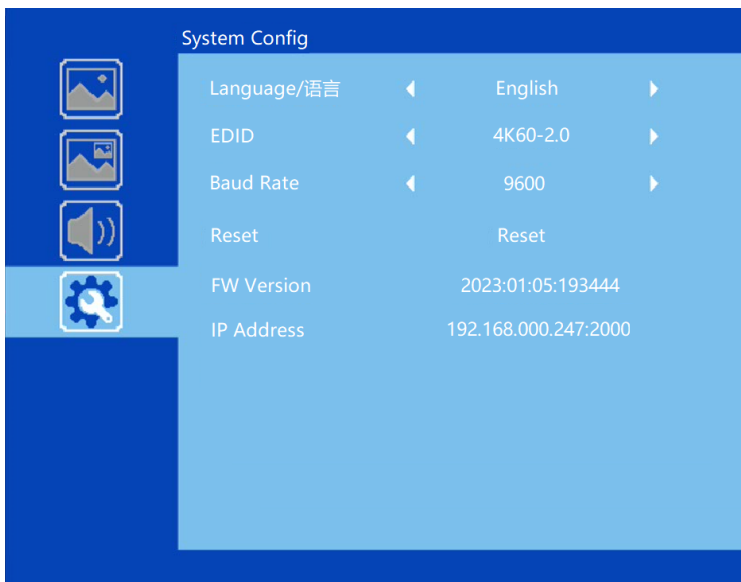 System Config
Language/语言 English
EDID 4K60-2.0
Baud Rate 9600
Reset Reset
FW Version 2023:01:05:193444
IP Address 192.168.000.247:2000